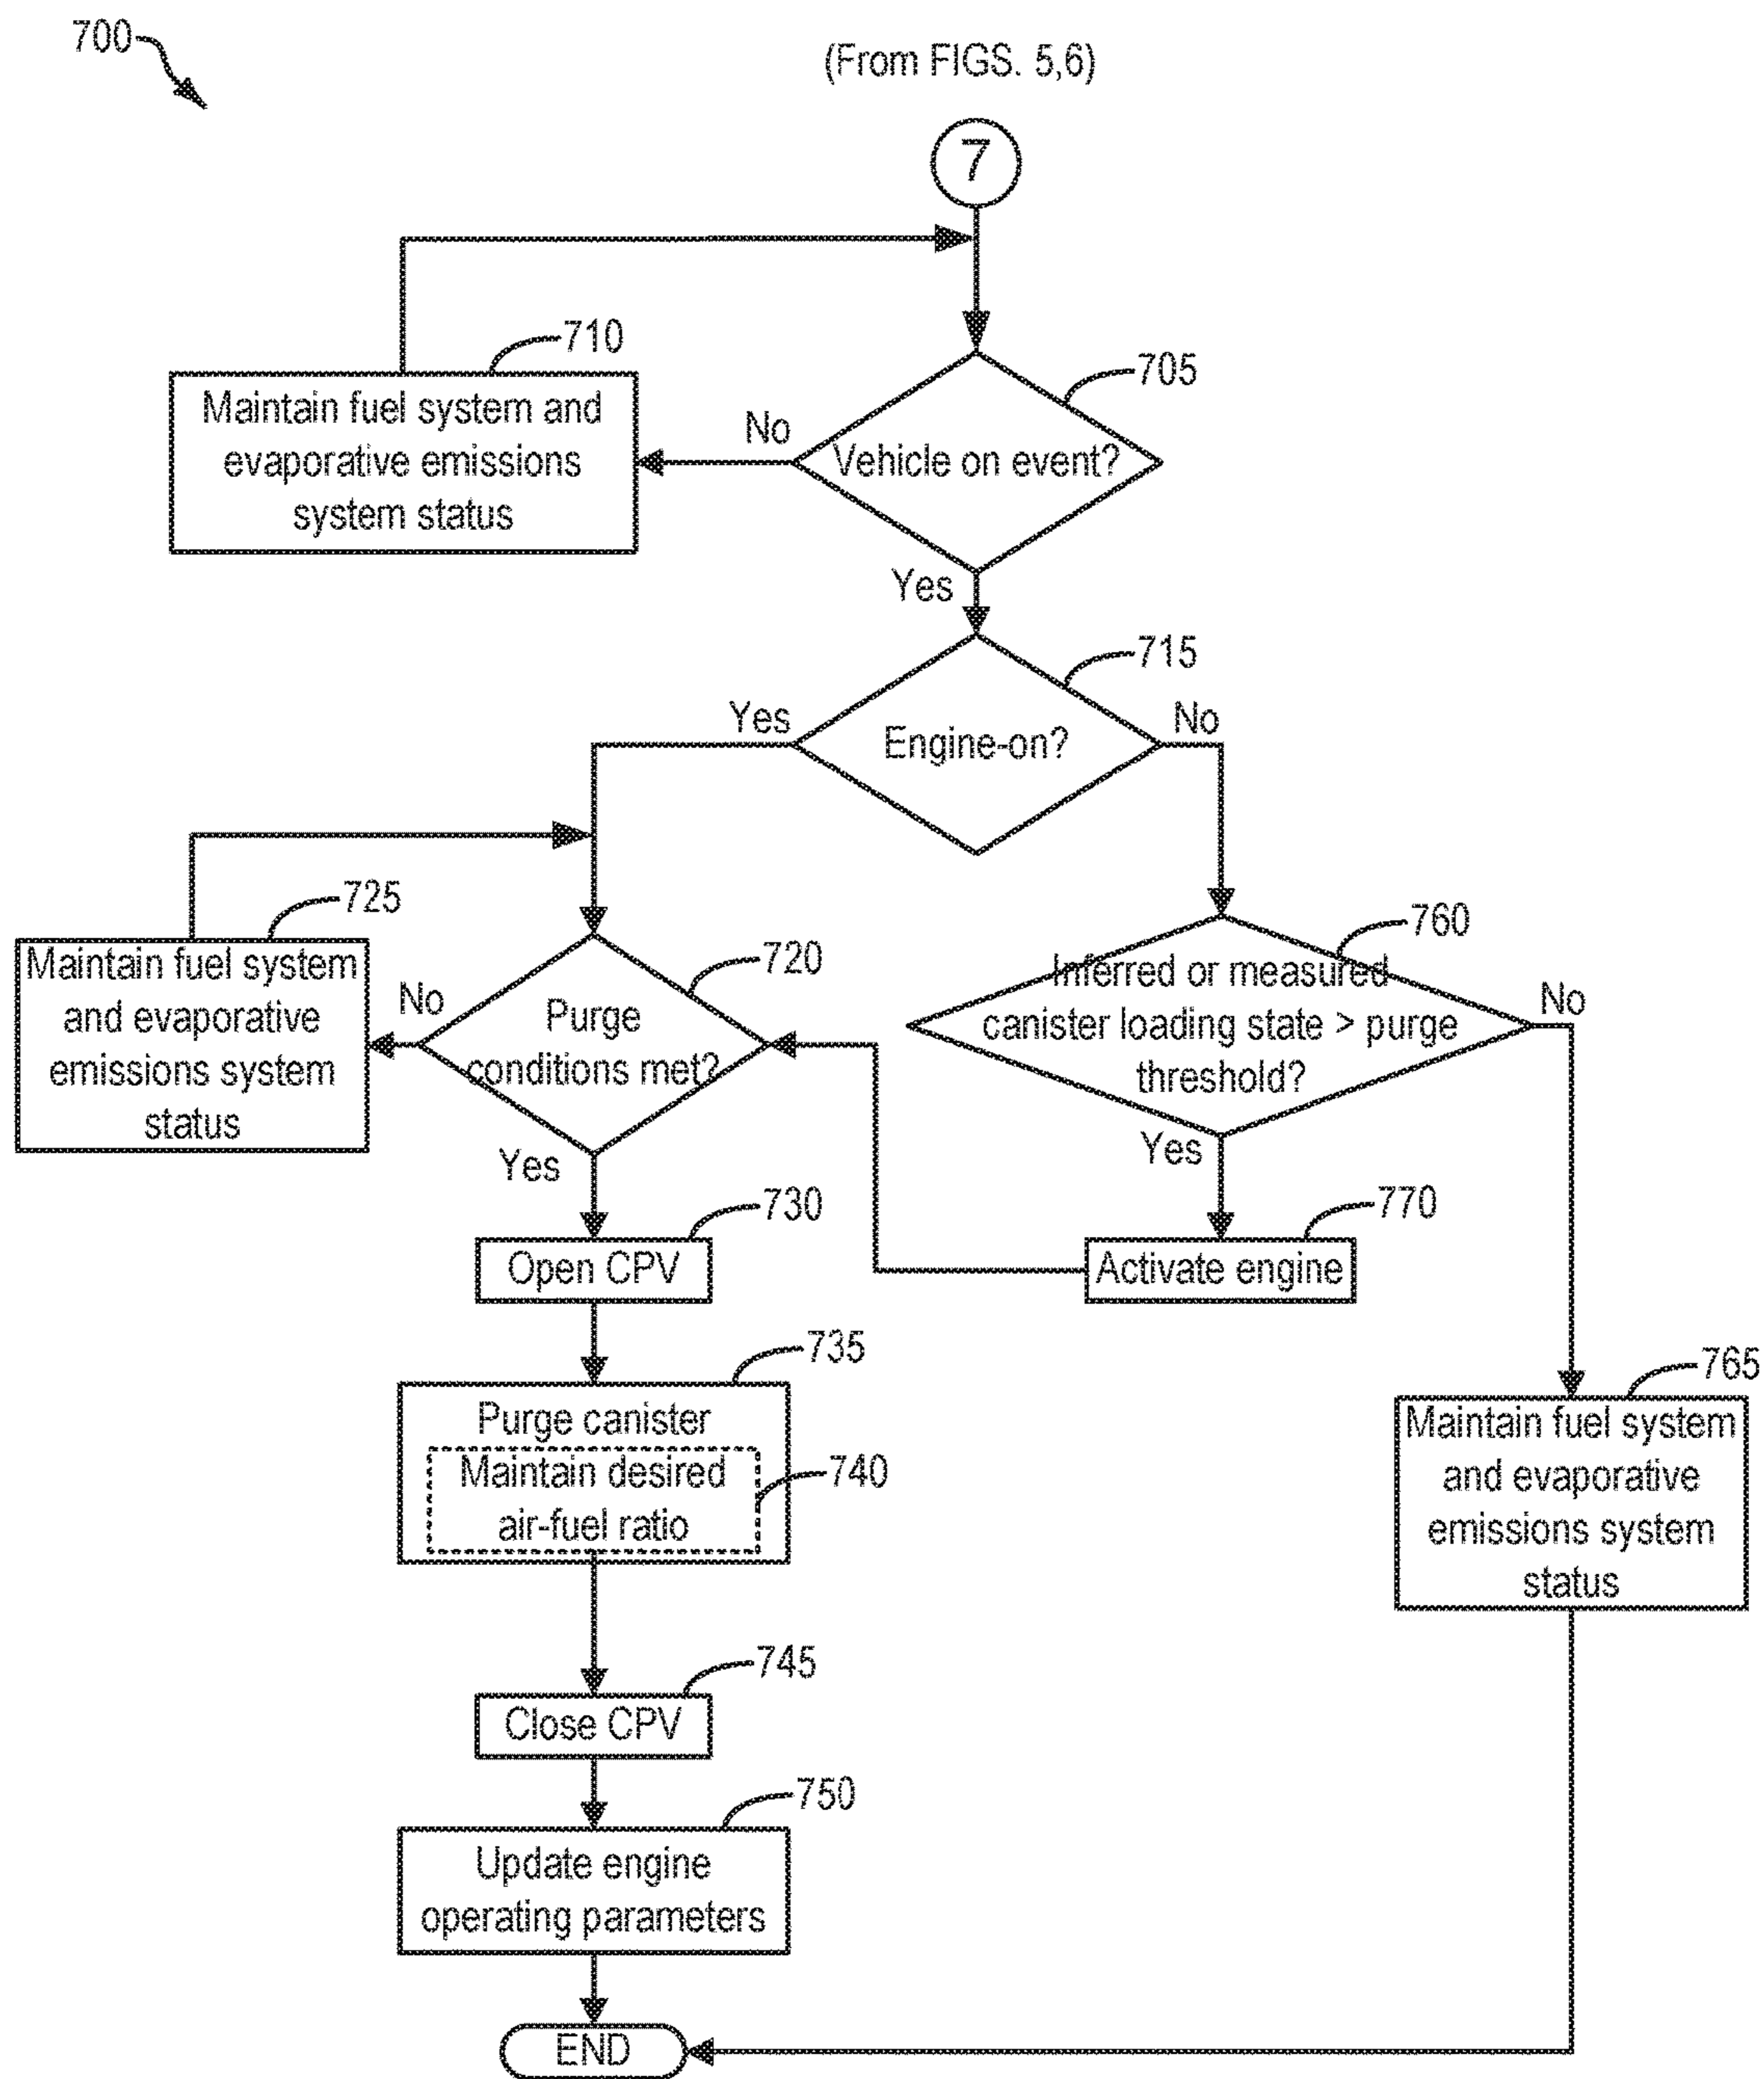 700
(From FIGS. 5,6)
7
710
Maintain fuel system and
evaporative emissions
system status
705
No
Vehicle on event?
Yes
715
Yes
Engine-on?
No
725
Maintain fuel system
and evaporative
emissions system
status
720
No
Purge
conditions met?
Yes
760
Inferred or measured
canister loading state > purge
threshold?
No
Yes
730
Open CPV
770
Activate engine
735
Purge canister
Maintain desired
air-fuel ratio
740
765
Maintain fuel system
and evaporative
emissions system
status
745
Close CPV
750
Update engine
operating parameters
END